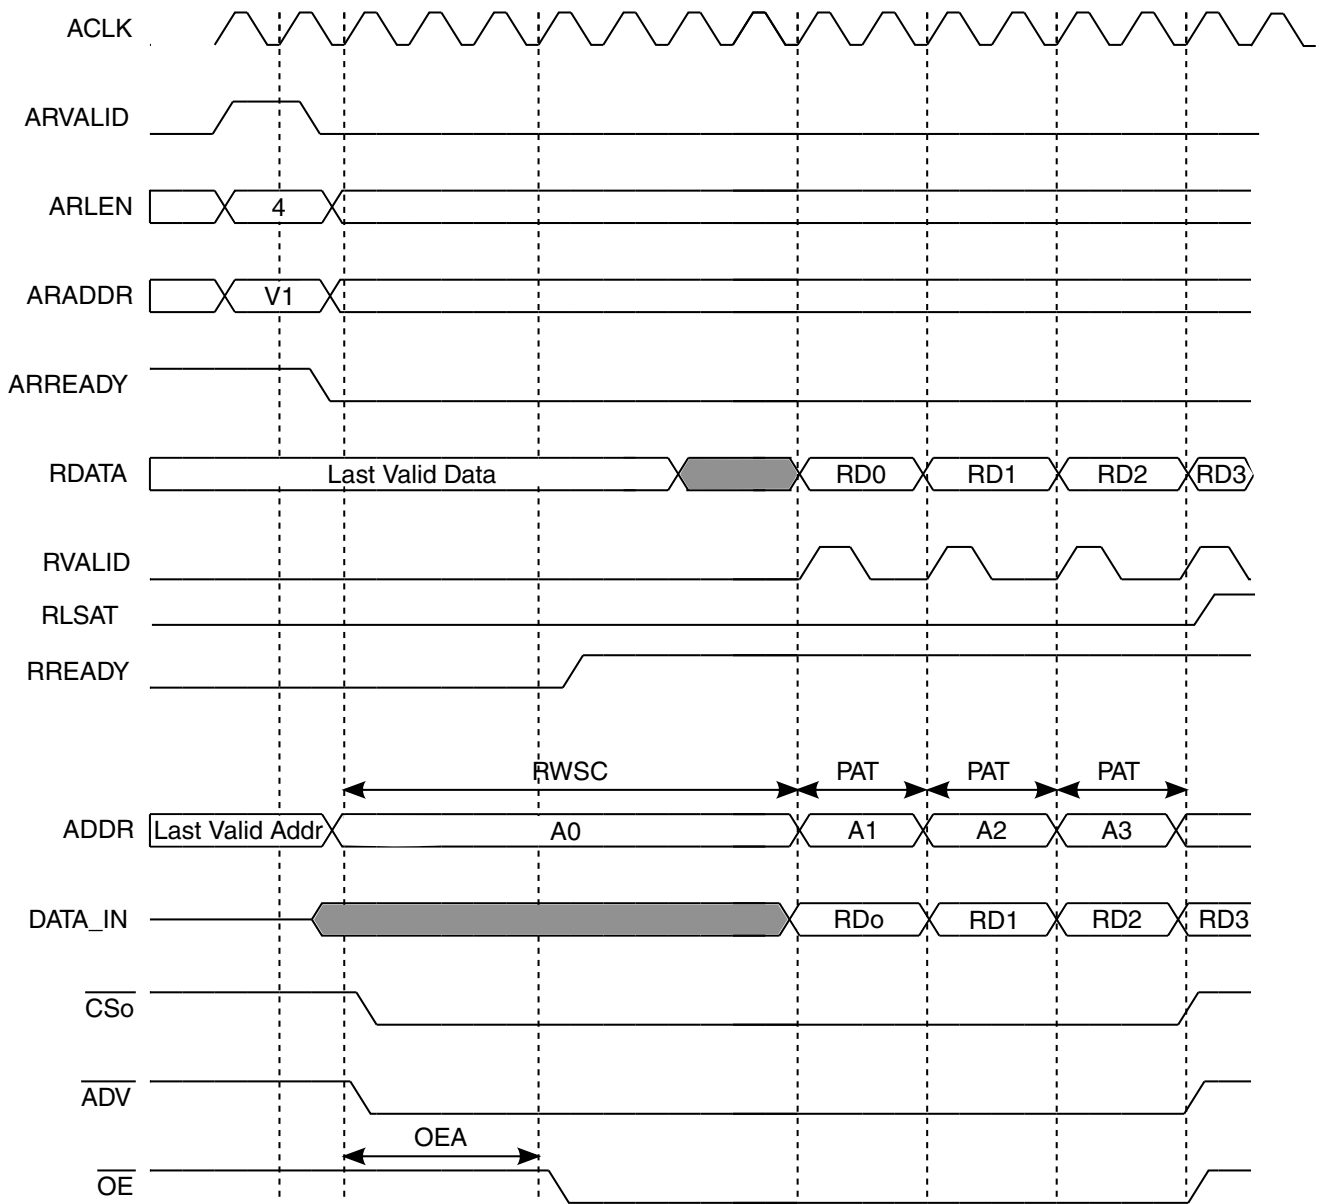 ACLK
ARVALID
ARLEN 4
ARADDR V1
ARREADY
RDATA Last Valid Data RD0 RD1 RD2 RD3
RVALID
RLSAT
RREADY
RWSC PAT PAT PAT
ADDR Last Valid Addr A0 A1 A2 A3
DATA_IN RDo RD1 RD2 RD3
CSo
ADV
OEA
OE